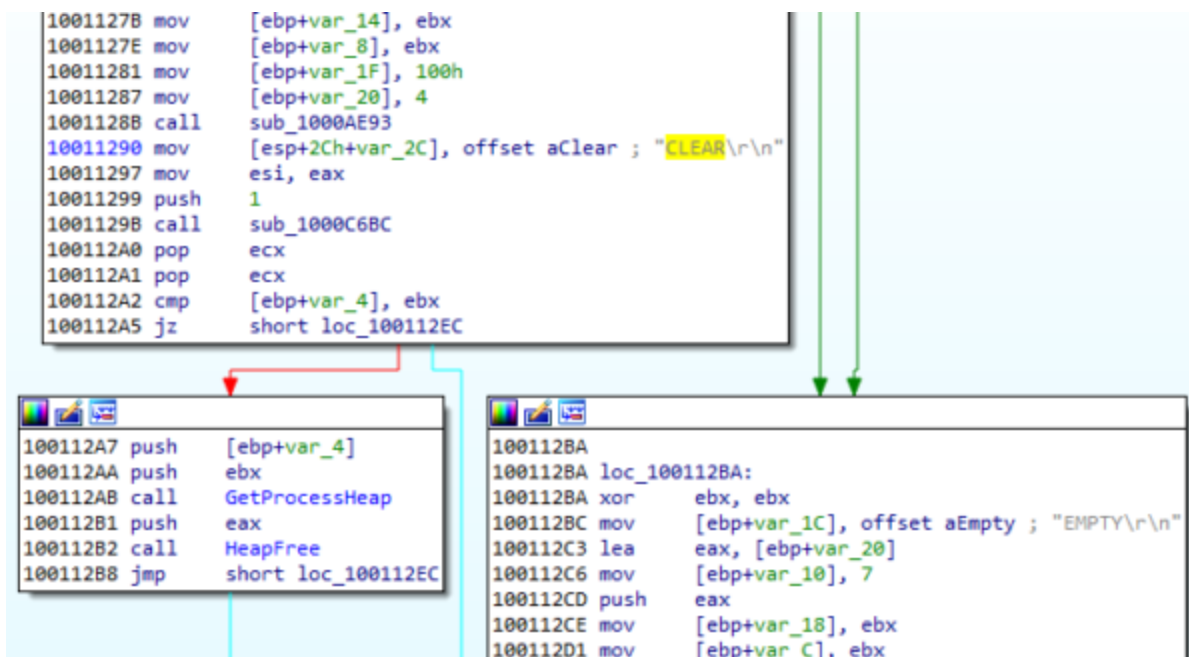 1001127B mov [ebp+var_14], ebx
1001127E mov [ebp+var_8], ebx
10011281 mov [ebp+var_1F], 100h
10011287 mov [ebp+var_20], 4
1001128B call sub_1000AE93
10011290 mov [esp+2Ch+var_2C], offset aClear ; "CLEAR\r\n"
10011297 mov esi, eax
10011299 push 1
1001129B call sub_1000C6BC
100112A0 pop ecx
100112A1 pop ecx
100112A2 cmp [ebp+var_4], ebx
100112A5 jz short loc_100112EC
100112A7 push [ebp+var_4]
100112AA push ebx
100112AB call GetProcessHeap
100112B1 push eax
100112B2 call HeapFree
100112B8 jmp short loc_100112EC
100112BA
100112BA loc_100112BA:
100112BA xor ebx, ebx
100112BC mov [ebp+var_1C], offset aEmpty ; "EMPTY\r\n"
100112C3 lea eax, [ebp+var_20]
100112C6 mov [ebp+var_10], 7
100112CD push eax
100112CE mov [ebp+var_18], ebx
100112D1 mov [ebp+var_C], ebx